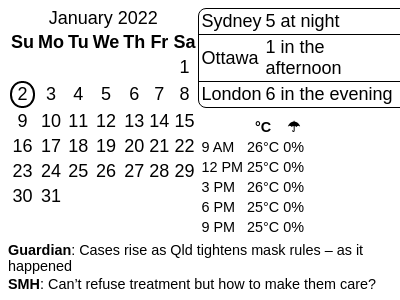 January 2022
Su Mo Tu We Th Fr Sa
1
2 3 4 5 6 7 8
9 10 11 12 13 14 15
16 17 18 19 20 21 22
23 24 25 26 27 28 29
30 31
Sydney 5 at night
Ottawa 1 in the
afternoon
London 6 in the evening
°C ☂
9 AM 26°C 0%
12 PM 25°C 0%
3 PM 26°C 0%
6 PM 25°C 0%
9 PM 25°C 0%
Guardian: Cases rise as Qld tightens mask rules – as it
happened
SMH: Can’t refuse treatment but how to make them care?